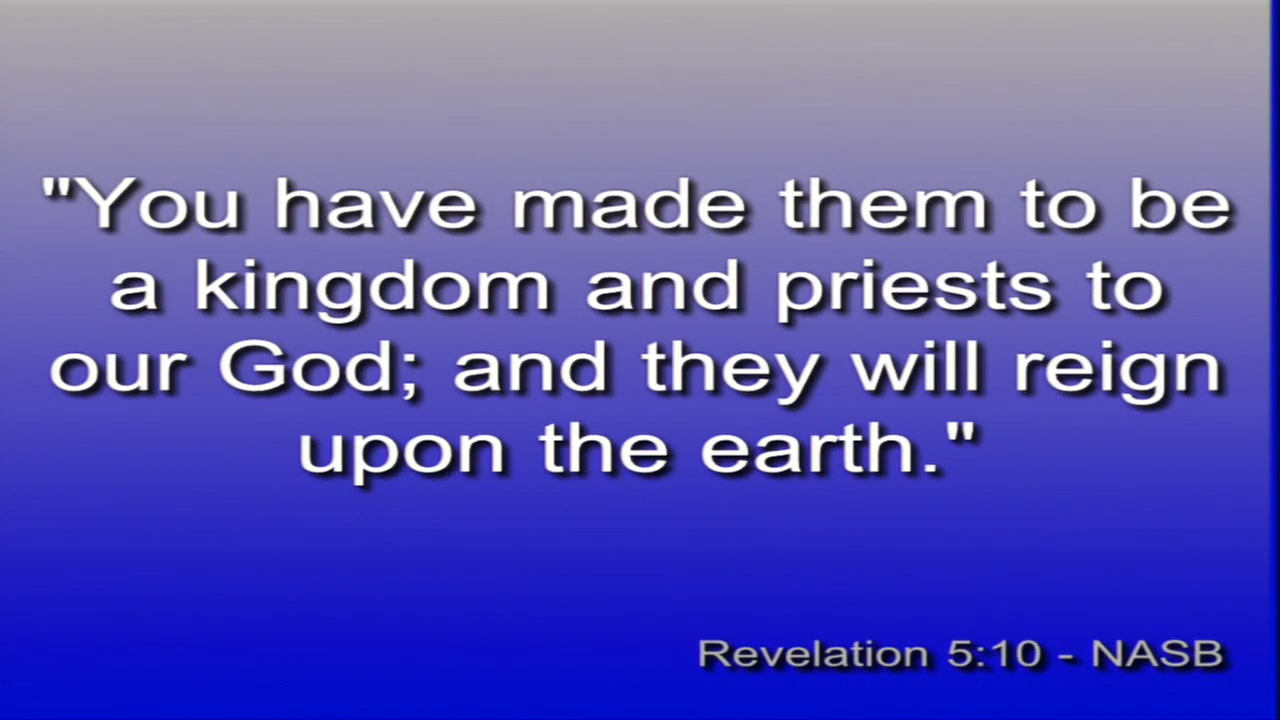 "You have made them to be
a kingdom and priests to
our God; and they will reign
upon the earth."
Revelation 5:10 - NASB